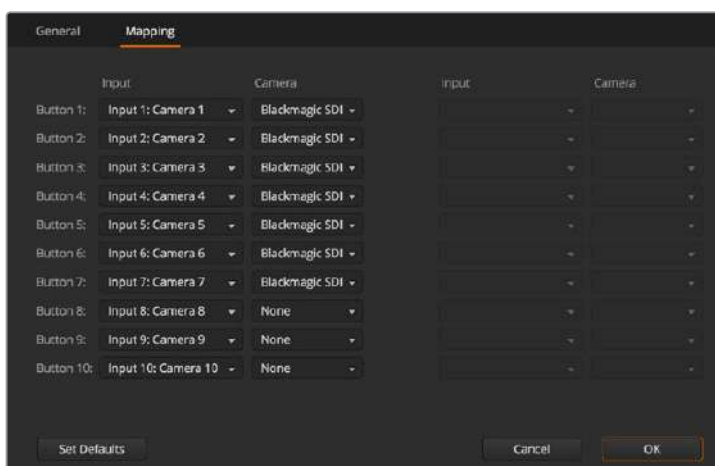 General Mapping
Input Camera Input Camera
Button 1: Input 1: Camera 1 Blackmagic SDI
Button 2: Input 2: Camera 2 Blackmagic SDI
Button 3: Input 3: Camera 3 Blackmagic SDI
Button 4: Input 4: Camera 4 Blackmagic SDI
Button 5: Input 5: Camera 5 Blackmagic SDI
Button 6: Input 6: Camera 6 Blackmagic SDI
Button 7: Input 7: Camera 7 Blackmagic SDI
Button 8: Input 8: Camera 8 None
Button 9: Input 9: Camera 9 None
Button 10: Input 10: Camera 10 None
Set Defaults Cancel OK